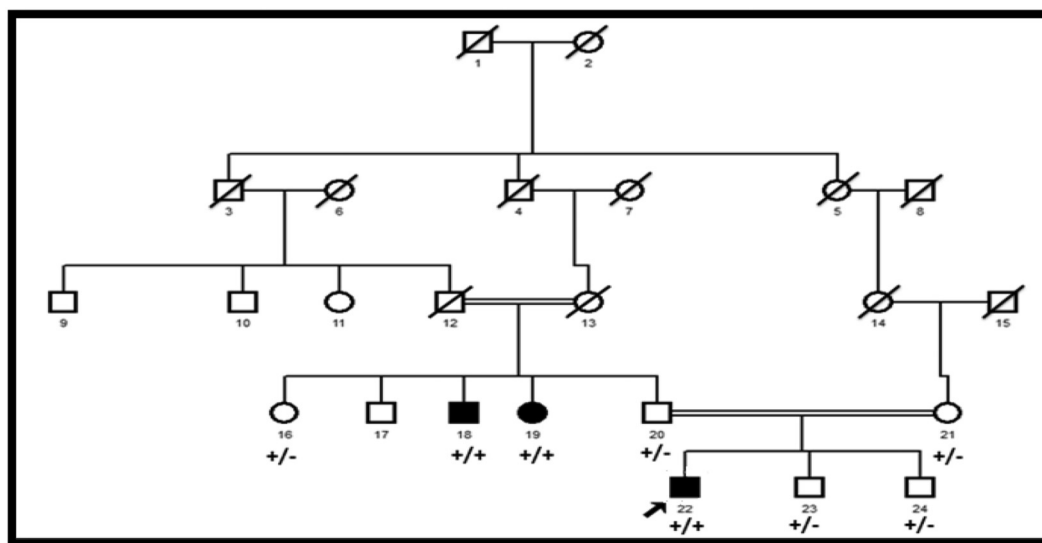 1 2
3 6 4 7 5 8
9 10 11 12 13 14 15
16 17 18 19 20 21
+/- +/+ +/+ +/- +/-
22 23 24
+/+ +/- +/-